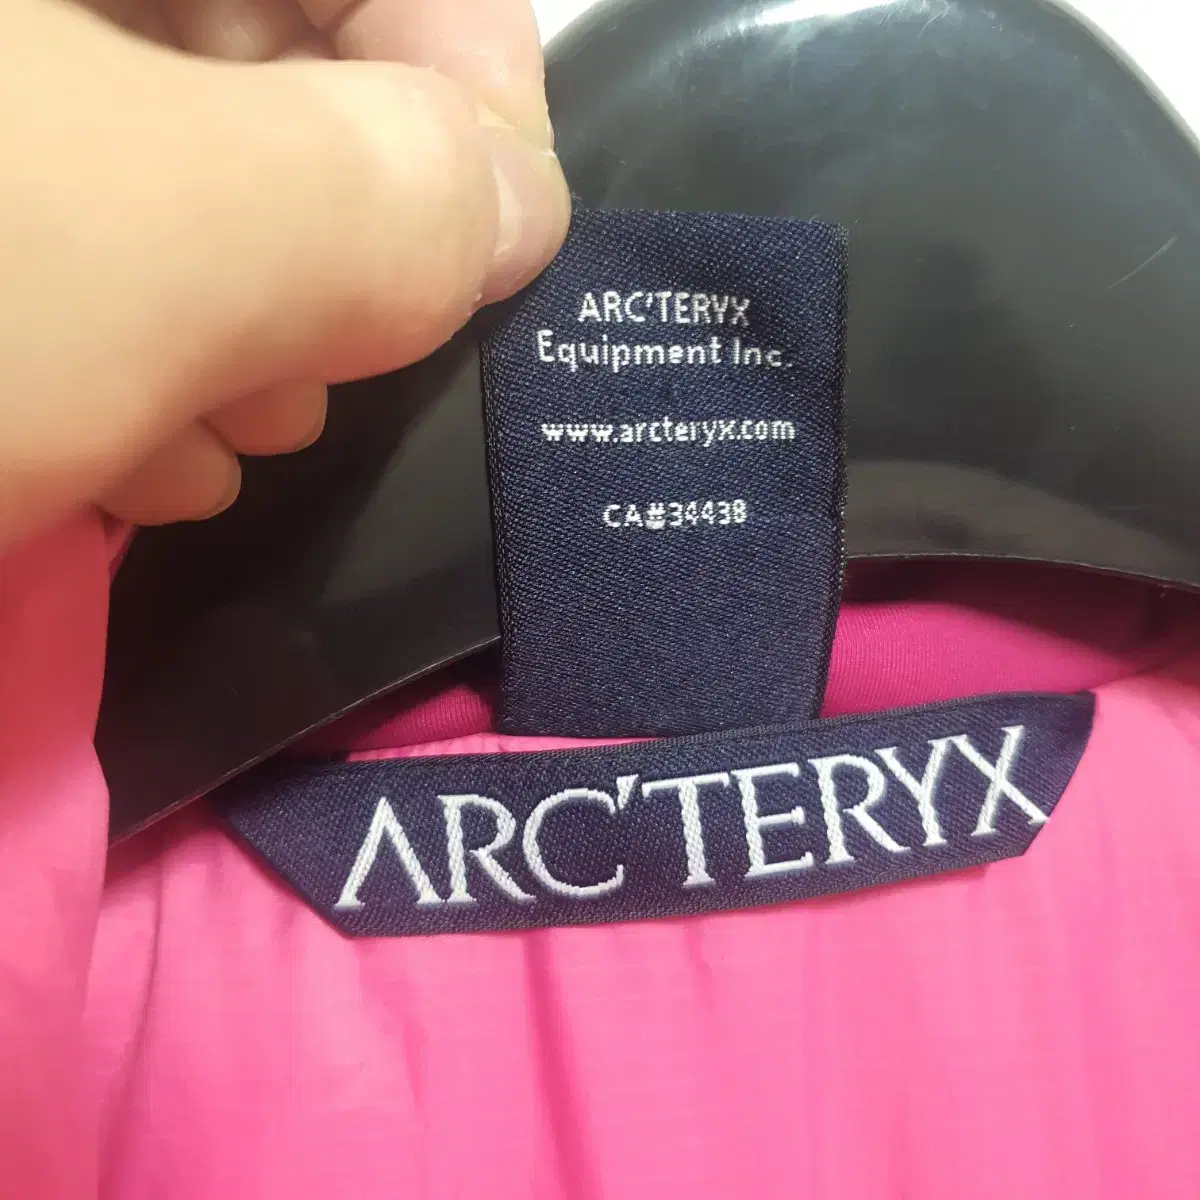 ARC'TERYX
Equipment Inc.
www.arcteryx.com
CA#34438
ARC'TERYX